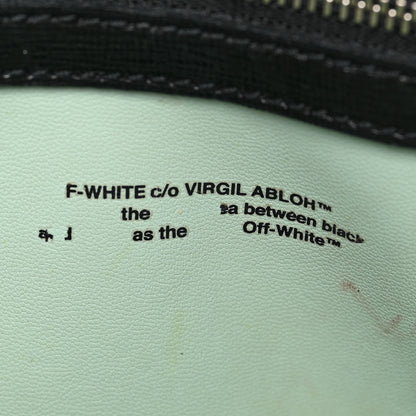 F-WHITE c/o VIRGIL ABLOH™
the a between black
as the Off-White™